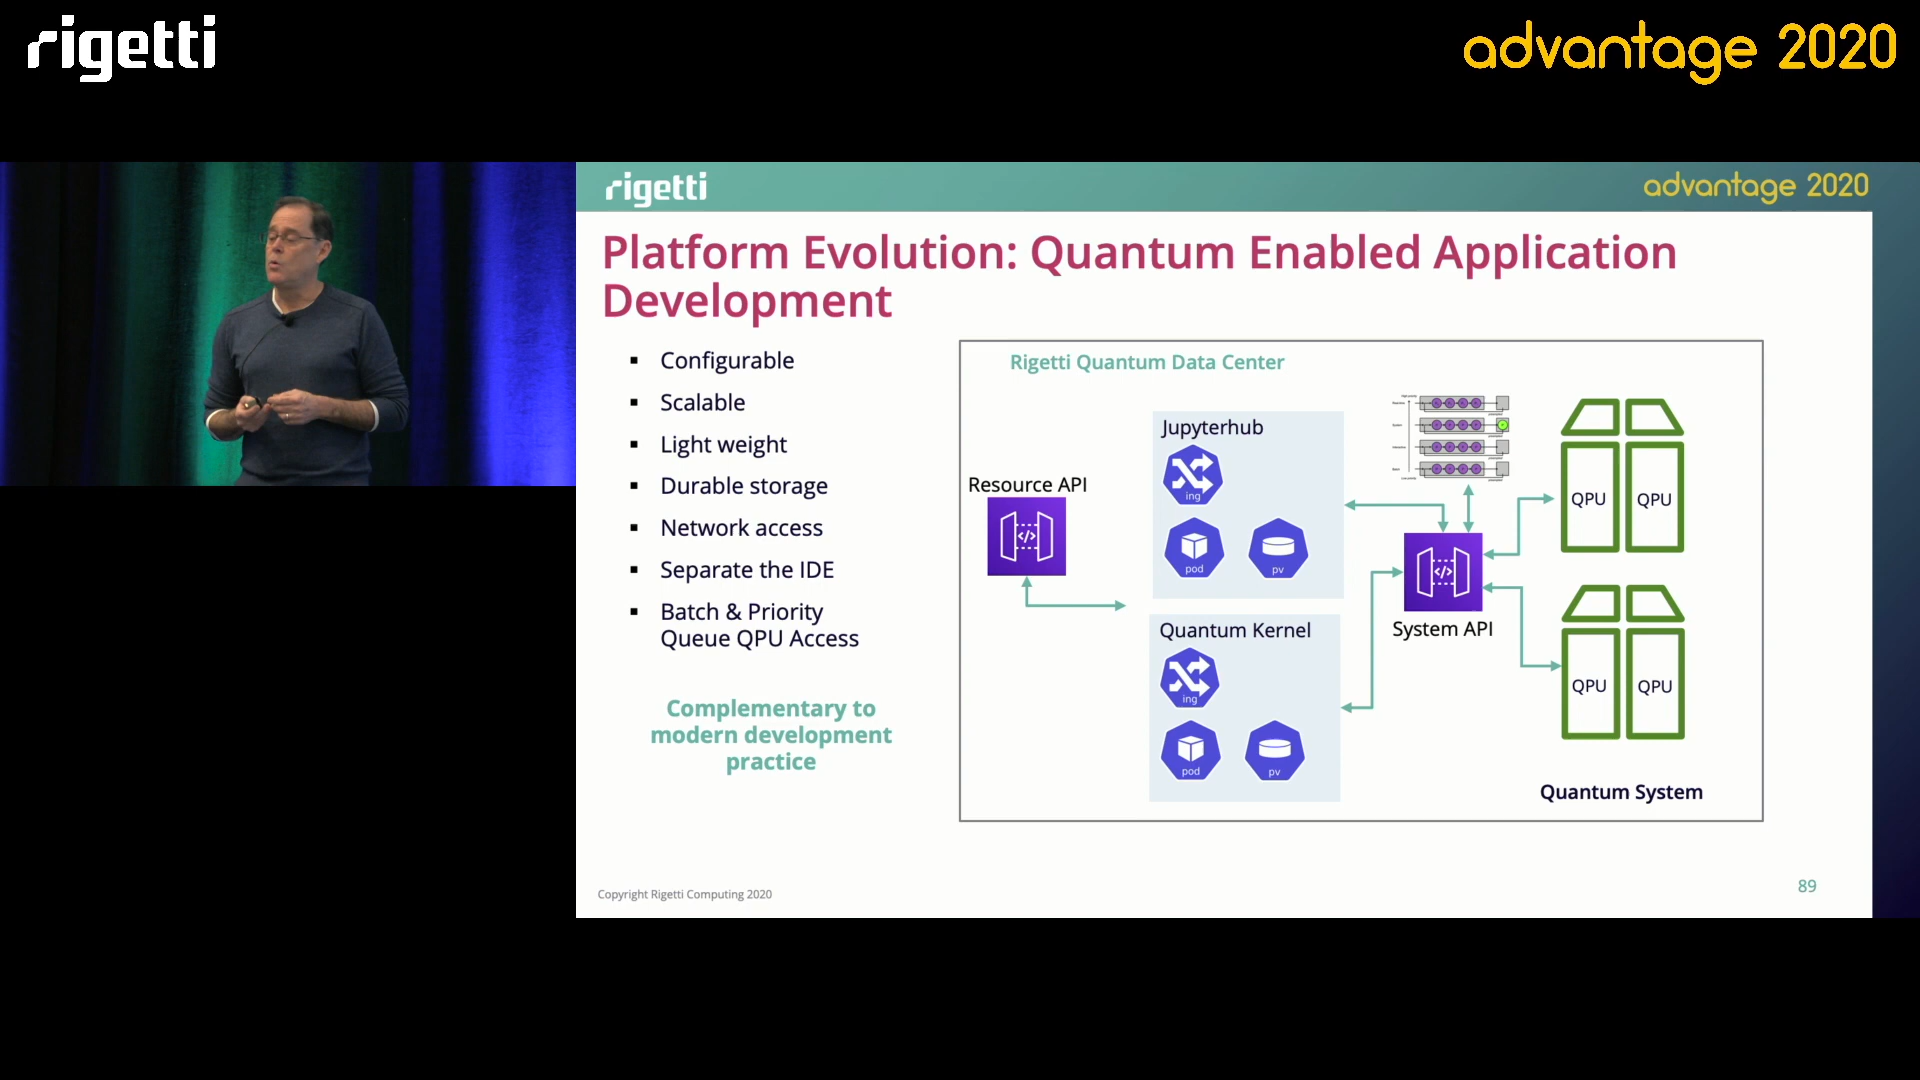 rigetti
advantage 2020
rigetti
advantage 2020
Platform Evolution: Quantum Enabled Application
Development
▪ Configurable
▪ Scalable
▪ Light weight
▪ Durable storage
▪ Network access
▪ Separate the IDE
▪ Batch & Priority
Queue QPU Access
Complementary to
modern development
practice
Rigetti Quantum Data Center
Resource API
</>
Jupyterhub
ing
pod
pv
Quantum Kernel
ing
pod
pv
</>
System API
QPU
QPU
QPU
QPU
Quantum System
Copyright Rigetti Computing 2020
89